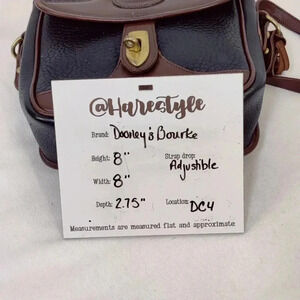 @Harestyle
Brand: Dooney & Bourke
Height: 8" Strap drop: Adjustible
Width: 8"
Depth: 2.75" Location: DC4
Measurements are measured flat and approximate